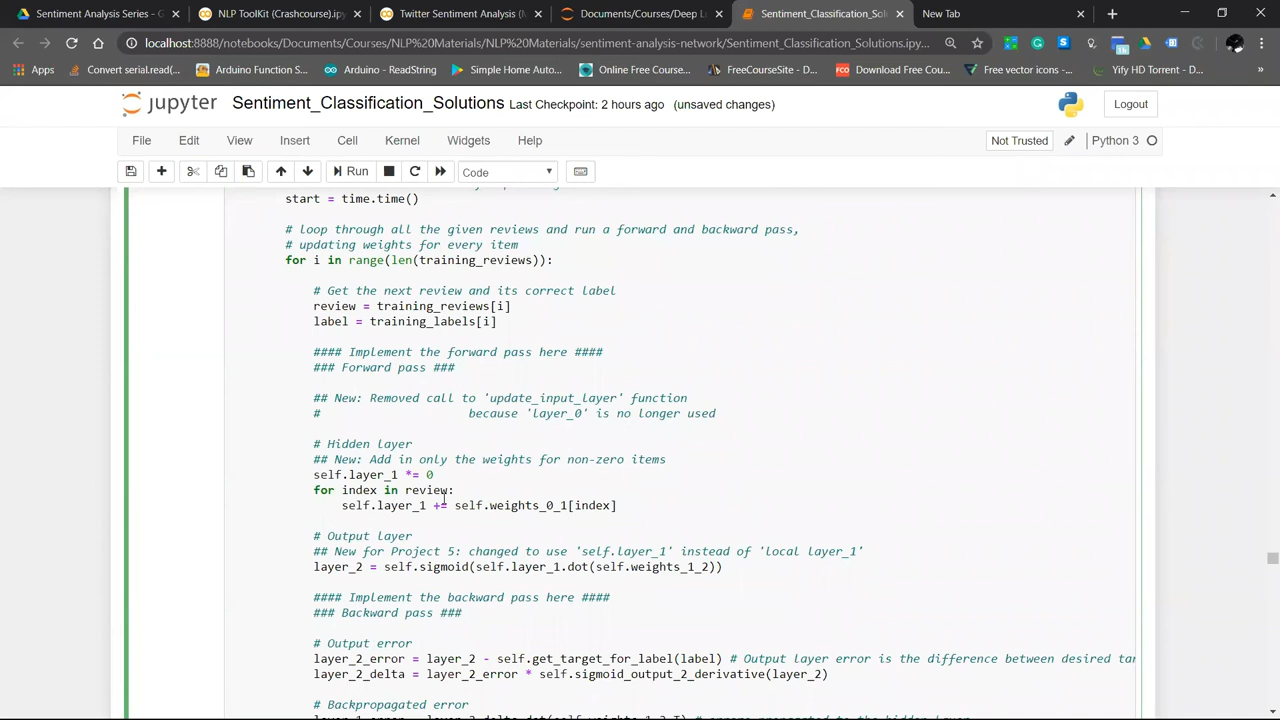 Sentiment Analysis Series - G
NLP ToolKit (Crashcourse).ipyn
Twitter Sentiment Analysis (M
Documents/Courses/Deep L
Sentiment_Classification_Solu
New Tab
localhost:8888/notebooks/Documents/Courses/NLP%20Materials/NLP%20Materials/sentiment-analysis-network/Sentiment_Classification_Solutions.ipy...
Apps
Convert serial.read(...
Arduino Function S...
Arduino - ReadString
Simple Home Auto...
Online Free Course...
FreeCourseSite - D...
Download Free Cou...
Free vector icons -...
Yify HD Torrent - D...
»
jupyter
Sentiment_Classification_Solutions Last Checkpoint: 2 hours ago (unsaved changes)
Logout
File Edit View Insert Cell Kernel Widgets Help
Not Trusted
Python 3
Run
Code
start = time.time()
# loop through all the given reviews and run a forward and backward pass,
# updating weights for every item
for i in range(len(training_reviews)):
# Get the next review and its correct label
review = training_reviews[i]
label = training_labels[i]
#### Implement the forward pass here ####
### Forward pass ###
## New: Removed call to 'update_input_layer' function
# because 'layer_0' is no longer used
# Hidden layer
## New: Add in only the weights for non-zero items
self.layer_1 *= 0
for index in review:
self.layer_1 += self.weights_0_1[index]
# Output layer
## New for Project 5: changed to use 'self.layer_1' instead of 'local layer_1'
layer_2 = self.sigmoid(self.layer_1.dot(self.weights_1_2))
#### Implement the backward pass here ####
### Backward pass ###
# Output error
layer_2_error = layer_2 - self.get_target_for_label(label) # Output layer error is the difference between desired tar
layer_2_delta = layer_2_error * self.sigmoid_output_2_derivative(layer_2)
# Backpropagated error